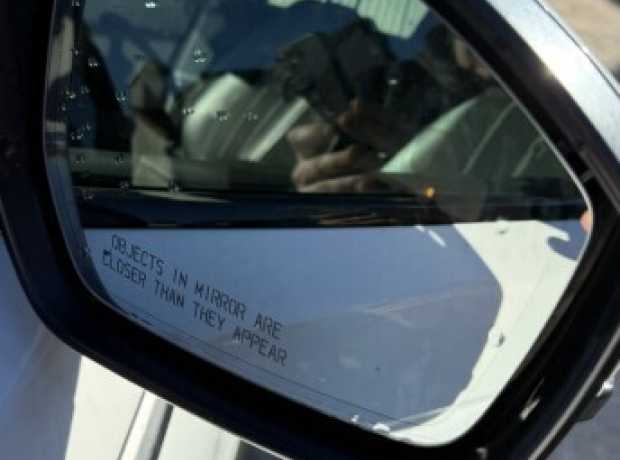 OBJECTS IN MIRROR ARE
CLOSER THAN THEY APPEAR